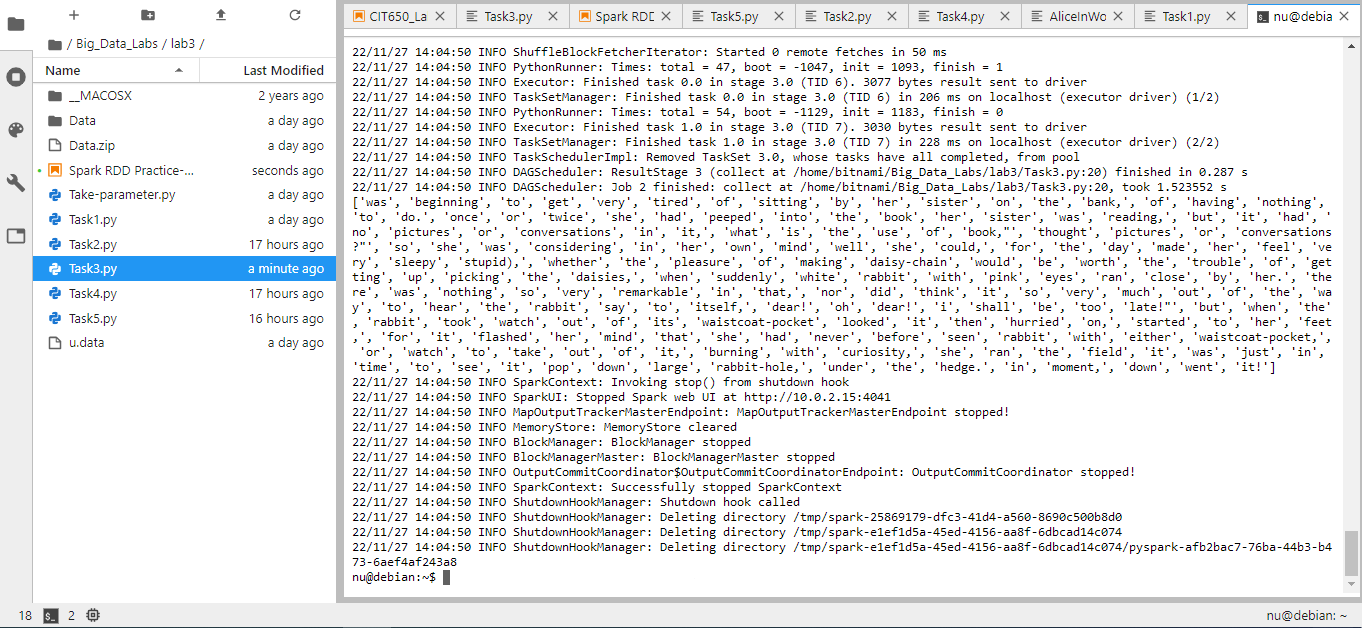 CIT650_La
Task3.py
Spark RDD
Task5.py
Task2.py
Task4.py
AliceInWo
Task1.py
nu@debia
/ Big_Data_Labs / lab3 /
Name Last Modified
__MACOSX 2 years ago
Data a day ago
Data.zip a day ago
Spark RDD Practice-... seconds ago
Take-parameter.py a day ago
Task1.py a day ago
Task2.py 17 hours ago
Task3.py a minute ago
Task4.py 17 hours ago
Task5.py 16 hours ago
u.data a day ago
22/11/27 14:04:50 INFO ShuffleBlockFetcherIterator: Started 0 remote fetches in 50 ms
22/11/27 14:04:50 INFO PythonRunner: Times: total = 47, boot = -1047, init = 1093, finish = 1
22/11/27 14:04:50 INFO Executor: Finished task 0.0 in stage 3.0 (TID 6). 3077 bytes result sent to driver
22/11/27 14:04:50 INFO TaskSetManager: Finished task 0.0 in stage 3.0 (TID 6) in 206 ms on localhost (executor driver) (1/2)
22/11/27 14:04:50 INFO PythonRunner: Times: total = 54, boot = -1129, init = 1183, finish = 0
22/11/27 14:04:50 INFO Executor: Finished task 1.0 in stage 3.0 (TID 7). 3030 bytes result sent to driver
22/11/27 14:04:50 INFO TaskSetManager: Finished task 1.0 in stage 3.0 (TID 7) in 228 ms on localhost (executor driver) (2/2)
22/11/27 14:04:50 INFO TaskSchedulerImpl: Removed TaskSet 3.0, whose tasks have all completed, from pool
22/11/27 14:04:50 INFO DAGScheduler: ResultStage 3 (collect at /home/bitnami/Big_Data_Labs/lab3/Task3.py:20) finished in 0.287 s
22/11/27 14:04:50 INFO DAGScheduler: Job 2 finished: collect at /home/bitnami/Big_Data_Labs/lab3/Task3.py:20, took 1.523552 s
['was', 'beginning', 'to', 'get', 'very', 'tired', 'of', 'sitting', 'by', 'her', 'sister', 'on', 'the', 'bank,', 'of', 'having', 'nothing',
'to', 'do.', 'once', 'or', 'twice', 'she', 'had', 'peeped', 'into', 'the', 'book', 'her', 'sister', 'was', 'reading,', 'but', 'it', 'had', '
no', 'pictures', 'or', 'conversations', 'in', 'it,', 'what', 'is', 'the', 'use', 'of', 'book,"', 'thought', 'pictures', 'or', 'conversations
?"', 'so', 'she', 'was', 'considering', 'in', 'her', 'own', 'mind', 'well', 'she', 'could,', 'for', 'the', 'day', 'made', 'her', 'feel', 've
ry', 'sleepy', 'stupid),', 'whether', 'the', 'pleasure', 'of', 'making', 'daisy-chain', 'would', 'be', 'worth', 'the', 'trouble', 'of', 'get
ting', 'up', 'picking', 'the', 'daisies,', 'when', 'suddenly', 'white', 'rabbit', 'with', 'pink', 'eyes', 'ran', 'close', 'by', 'her.', 'the
re', 'was', 'nothing', 'so', 'very', 'remarkable', 'in', 'that,', 'nor', 'did', 'think', 'it', 'so', 'very', 'much', 'out', 'of', 'the', 'wa
y', 'to', 'hear', 'the', 'rabbit', 'say', 'to', 'itself,', 'dear!', 'oh', 'dear!', 'i', 'shall', 'be', 'too', 'late!"', 'but', 'when', 'the'
, 'rabbit', 'took', 'watch', 'out', 'of', 'its', 'waistcoat-pocket', 'looked', 'it', 'then', 'hurried', 'on,', 'started', 'to', 'her', 'feet
,', 'for', 'it', 'flashed', 'her', 'mind', 'that', 'she', 'had', 'never', 'before', 'seen', 'rabbit', 'with', 'either', 'waistcoat-pocket,',
'or', 'watch', 'to', 'take', 'out', 'of', 'it,', 'burning', 'with', 'curiosity,', 'she', 'ran', 'the', 'field', 'it', 'was', 'just', 'in',
'time', 'to', 'see', 'it', 'pop', 'down', 'large', 'rabbit-hole,', 'under', 'the', 'hedge.', 'in', 'moment,', 'down', 'went', 'it!']
22/11/27 14:04:50 INFO SparkContext: Invoking stop() from shutdown hook
22/11/27 14:04:50 INFO SparkUI: Stopped Spark web UI at http://10.0.2.15:4041
22/11/27 14:04:50 INFO MapOutputTrackerMasterEndpoint: MapOutputTrackerMasterEndpoint stopped!
22/11/27 14:04:50 INFO MemoryStore: MemoryStore cleared
22/11/27 14:04:50 INFO BlockManager: BlockManager stopped
22/11/27 14:04:50 INFO BlockManagerMaster: BlockManagerMaster stopped
22/11/27 14:04:50 INFO OutputCommitCoordinator$OutputCommitCoordinatorEndpoint: OutputCommitCoordinator stopped!
22/11/27 14:04:50 INFO SparkContext: Successfully stopped SparkContext
22/11/27 14:04:50 INFO ShutdownHookManager: Shutdown hook called
22/11/27 14:04:50 INFO ShutdownHookManager: Deleting directory /tmp/spark-25869179-dfc3-41d4-a560-8690c500b8d0
22/11/27 14:04:50 INFO ShutdownHookManager: Deleting directory /tmp/spark-e1ef1d5a-45ed-4156-aa8f-6dbcad14c074
22/11/27 14:04:50 INFO ShutdownHookManager: Deleting directory /tmp/spark-e1ef1d5a-45ed-4156-aa8f-6dbcad14c074/pyspark-afb2bac7-76ba-44b3-b4
73-6aef4af243a8
nu@debian:~$
18 2
nu@debian: ~